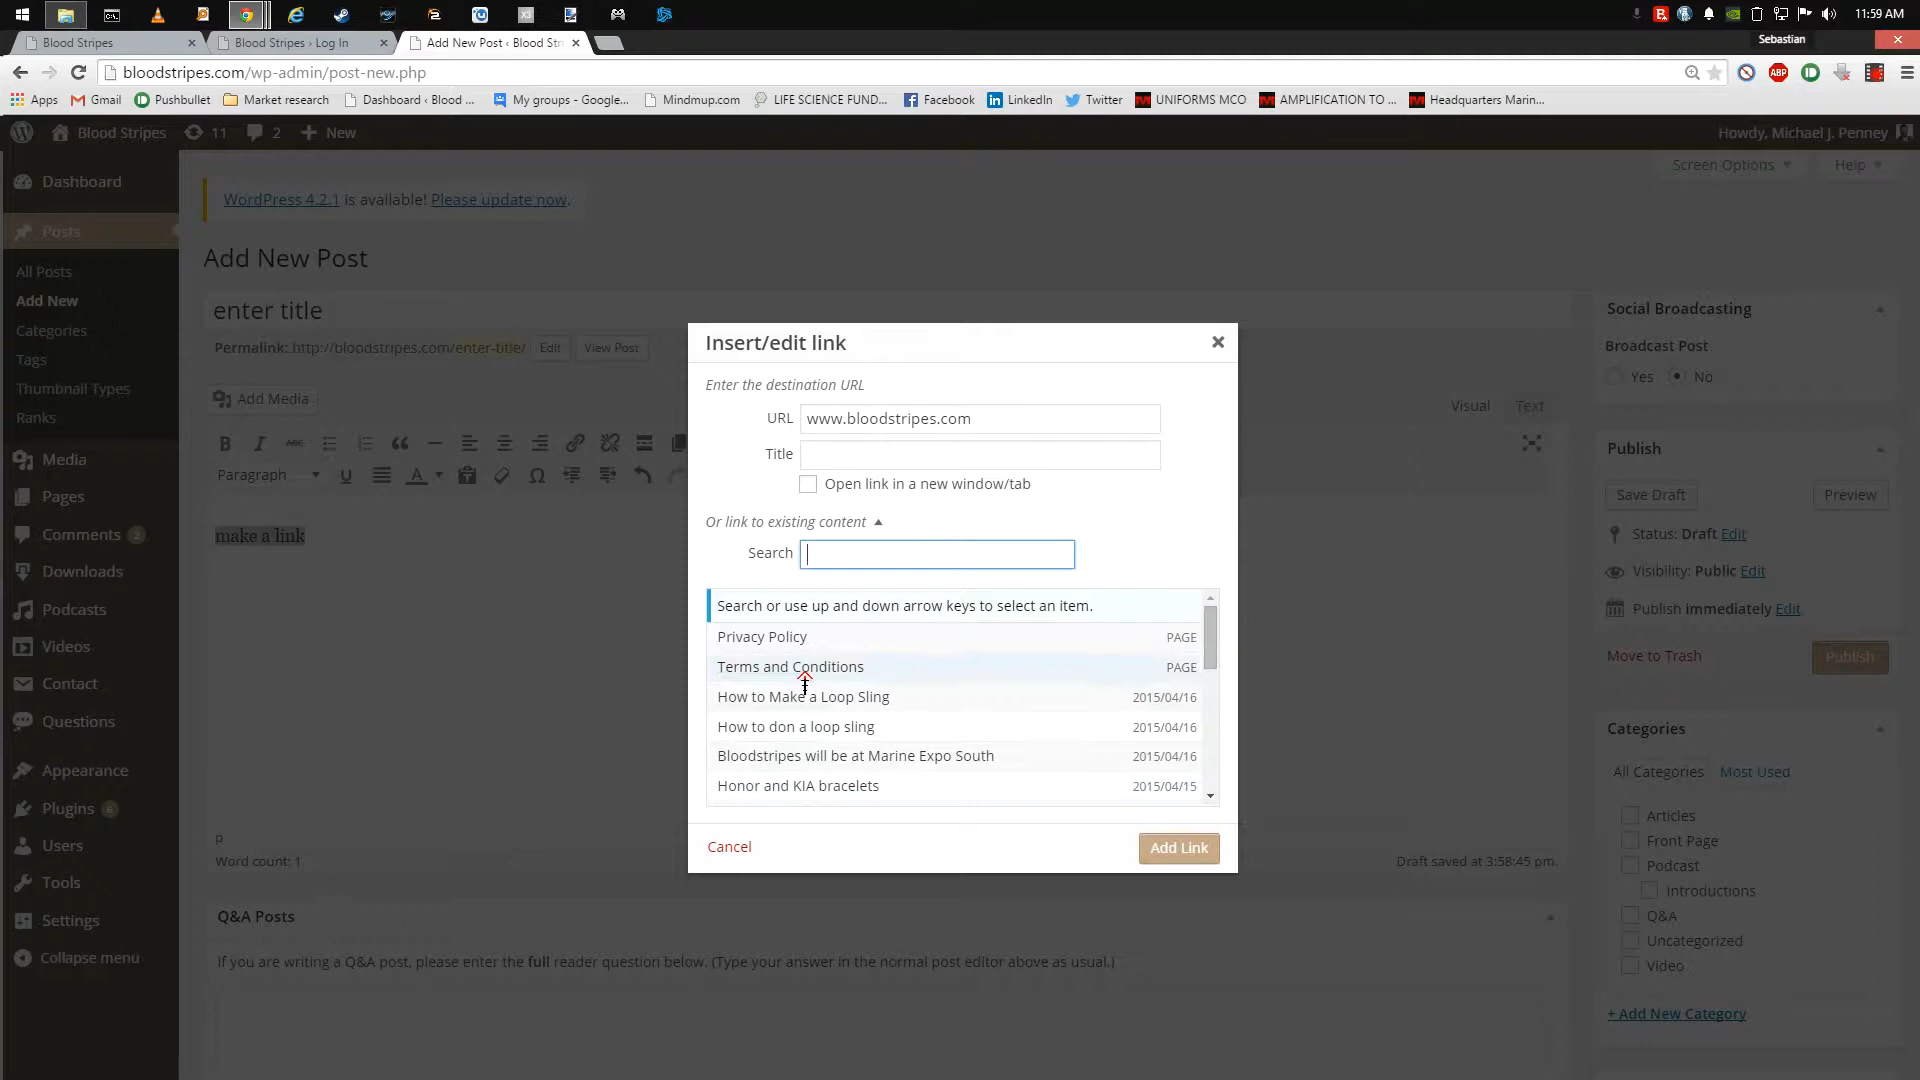 11:59 AM
Blood Stripes
Blood Stripes › Log In
Add New Post ‹ Blood Str
Sebastian
bloodstripes.com/wp-admin/post-new.php
Apps
Gmail
Pushbullet
Market research
Dashboard ‹ Blood ...
My groups - Google...
Mindmup.com
LIFE SCIENCE FUND...
Facebook
LinkedIn
Twitter
UNIFORMS MCO
AMPLIFICATION TO ...
Headquarters Marin...
Blood Stripes
11
2
New
Howdy, Michael J. Penney
Screen Options
Help
Dashboard
Posts
All Posts
Add New
Categories
Tags
Thumbnail Types
Ranks
Media
Pages
Comments 2
Downloads
Podcasts
Videos
Contact
Questions
Appearance
Plugins 6
Users
Tools
Settings
Collapse menu
WordPress 4.2.1 is available! Please update now.
Add New Post
enter title
Permalink: http://bloodstripes.com/enter-title/
Edit
View Post
Add Media
Visual
Text
ABC
Paragraph
make a link
p
Word count: 1
Draft saved at 3:58:45 pm.
Q&A Posts
If you are writing a Q&A post, please enter the full reader question below. (Type your answer in the normal post editor above as usual.)
Insert/edit link
Enter the destination URL
URL
www.bloodstripes.com
Title
Open link in a new window/tab
Or link to existing content
Search
Search or use up and down arrow keys to select an item.
Privacy Policy PAGE
Terms and Conditions PAGE
How to Make a Loop Sling 2015/04/16
How to don a loop sling 2015/04/16
Bloodstripes will be at Marine Expo South 2015/04/16
Honor and KIA bracelets 2015/04/15
Cancel
Add Link
Social Broadcasting
Broadcast Post
Yes
No
Publish
Save Draft
Preview
Status: Draft Edit
Visibility: Public Edit
Publish immediately Edit
Move to Trash
Publish
Categories
All Categories
Most Used
Articles
Front Page
Podcast
Introductions
Q&A
Uncategorized
Video
+ Add New Category